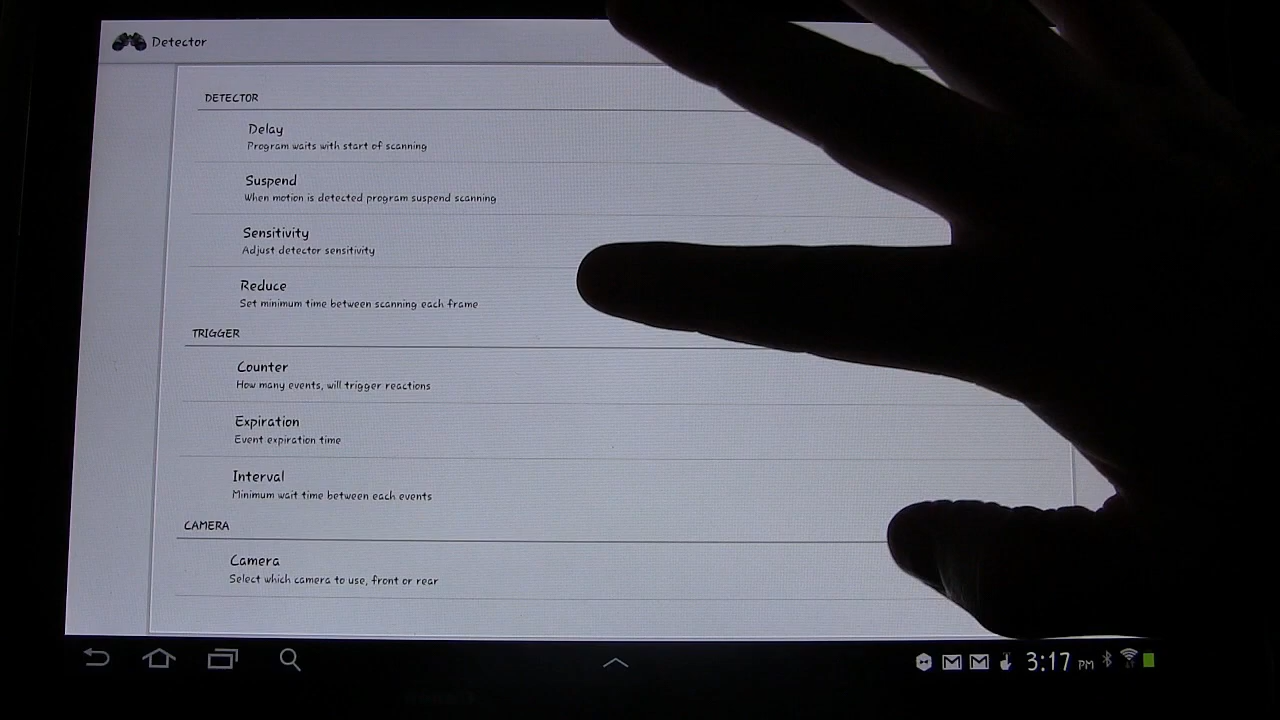 Detector
DETECTOR
Delay
Program waits with start of scanning
Suspend
When motion is detected program suspend scanning
Sensitivity
Adjust detector sensitivity
Reduce
Set minimum time between scanning each frame
TRIGGER
Counter
How many events, will trigger reactions
Expiration
Event expiration time
Interval
Minimum wait time between each events
CAMERA
Camera
Select which camera to use, front or rear
3:17 PM